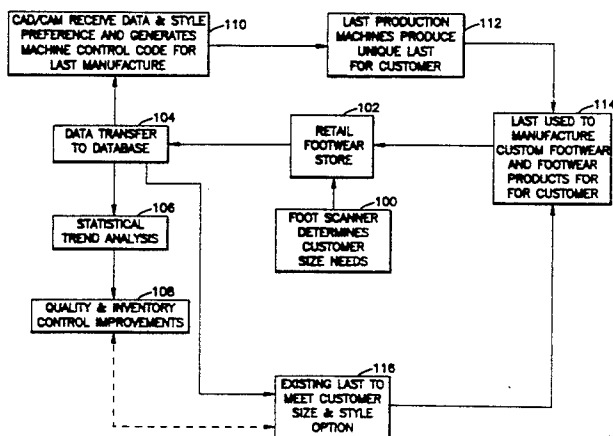 CAD/CAM RECEIVE DATA & STYLE
PREFERENCE AND GENERATES
MACHINE CONTROL CODE FOR
LAST MANUFACTURE
110
LAST PRODUCTION
MACHINES PRODUCE
UNIQUE LAST
FOR CUSTOMER
112
104
DATA TRANSFER
TO DATABASE
102
RETAIL
FOOTWEAR
STORE
114
LAST USED TO
MANUFACTURE
CUSTOM FOOTWEAR
AND FOOTWEAR
PRODUCTS FOR
FOR CUSTOMER
106
STATISTICAL
TREND ANALYSIS
100
FOOT SCANNER
DETERMINES
CUSTOMER
SIZE NEEDS
108
QUALITY & INVENTORY
CONTROL IMPROVEMENTS
116
EXISTING LAST TO
MEET CUSTOMER
SIZE & STYLE
OPTION